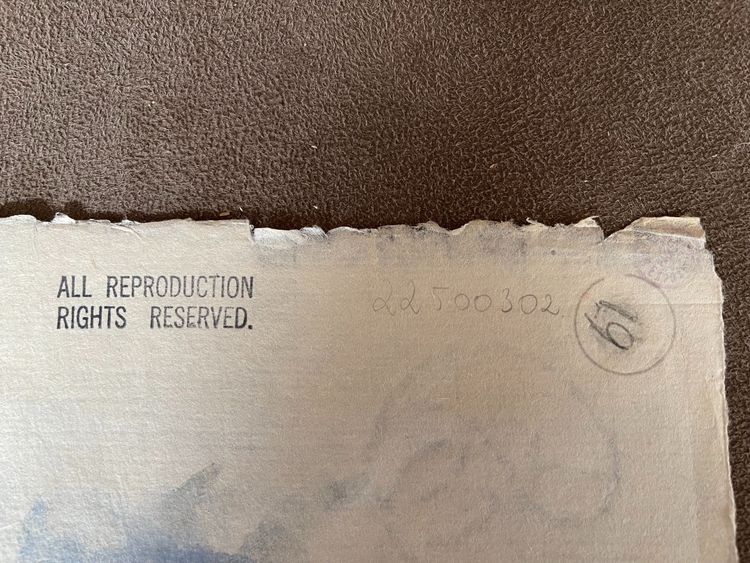 ALL REPRODUCTION
RIGHTS RESERVED.
22500302
61